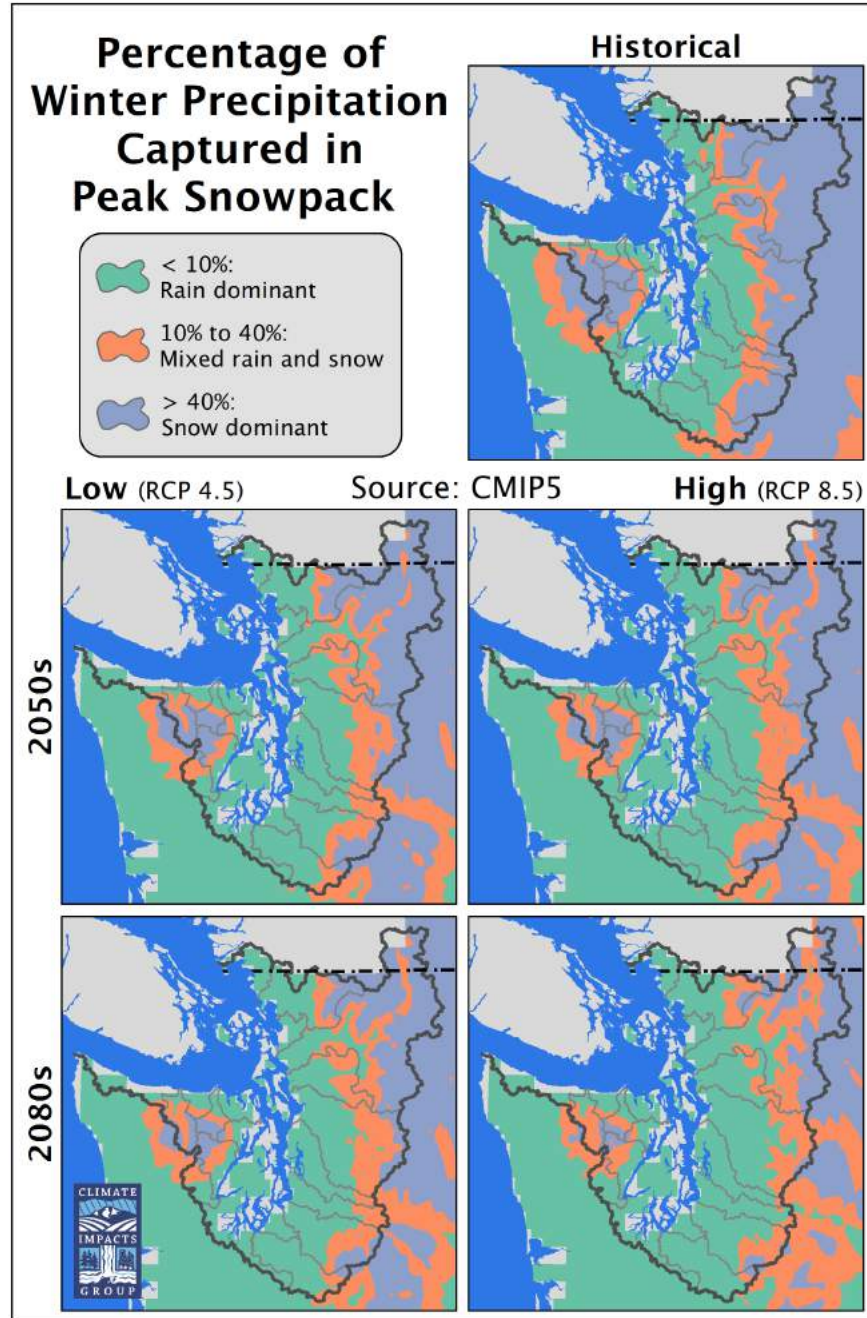 Percentage of
Winter Precipitation
Captured in
Peak Snowpack
Historical
< 10%:
Rain dominant
10% to 40%:
Mixed rain and snow
> 40%:
Snow dominant
Low (RCP 4.5)
Source: CMIP5
High (RCP 8.5)
2050s
2080s
CLIMATE
IMPACTS
GROUP